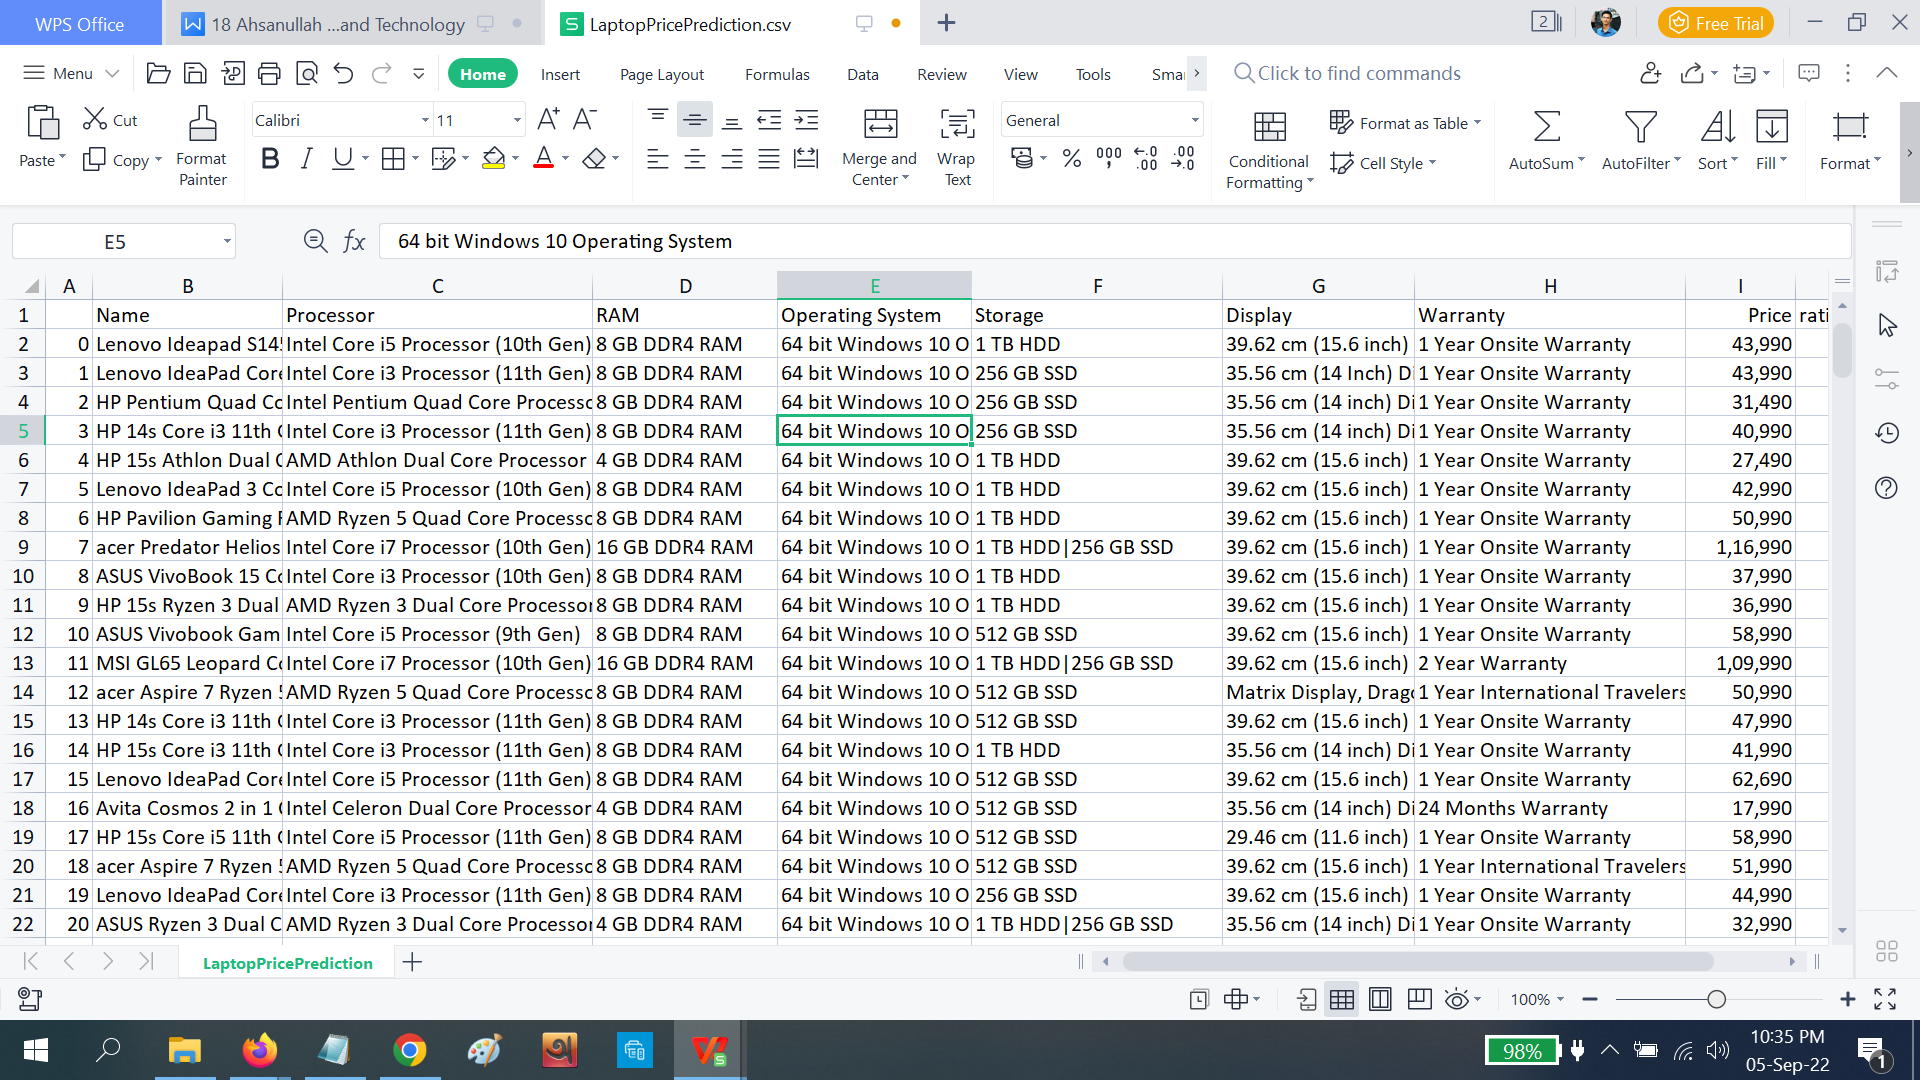 WPS Office 18 Ahsanullah ...and Technology LaptopPricePrediction.csv 2 Free Trial
Menu Home Insert Page Layout Formulas Data Review View Tools Click to find commands
Paste Cut Copy Format Painter Calibri 11 Merge and Center Wrap Text General Conditional Formatting Format as Table Cell Style AutoSum AutoFilter Sort Fill Format
E5 fx 64 bit Windows 10 Operating System
A B C D E F G H I
1 Name Processor RAM Operating System Storage Display Warranty Price rati
2 0 Lenovo Ideapad S14 Intel Core i5 Processor (10th Gen) 8 GB DDR4 RAM 64 bit Windows 10 O 1 TB HDD 39.62 cm (15.6 inch) 1 Year Onsite Warranty 43,990
3 1 Lenovo IdeaPad Core Intel Core i3 Processor (11th Gen) 8 GB DDR4 RAM 64 bit Windows 10 O 256 GB SSD 35.56 cm (14 Inch) Di 1 Year Onsite Warranty 43,990
4 2 HP Pentium Quad Co Intel Pentium Quad Core Processo 8 GB DDR4 RAM 64 bit Windows 10 O 256 GB SSD 35.56 cm (14 inch) Di 1 Year Onsite Warranty 31,490
5 3 HP 14s Core i3 11th Intel Core i3 Processor (11th Gen) 8 GB DDR4 RAM 64 bit Windows 10 O 256 GB SSD 35.56 cm (14 inch) Di 1 Year Onsite Warranty 40,990
6 4 HP 15s Athlon Dual C AMD Athlon Dual Core Processor 4 GB DDR4 RAM 64 bit Windows 10 O 1 TB HDD 39.62 cm (15.6 inch) 1 Year Onsite Warranty 27,490
7 5 Lenovo IdeaPad 3 Co Intel Core i5 Processor (10th Gen) 8 GB DDR4 RAM 64 bit Windows 10 O 1 TB HDD 39.62 cm (15.6 inch) 1 Year Onsite Warranty 42,990
8 6 HP Pavilion Gaming AMD Ryzen 5 Quad Core Processo 8 GB DDR4 RAM 64 bit Windows 10 O 1 TB HDD 39.62 cm (15.6 inch) 1 Year Onsite Warranty 50,990
9 7 acer Predator Helios Intel Core i7 Processor (10th Gen) 16 GB DDR4 RAM 64 bit Windows 10 O 1 TB HDD|256 GB SSD 39.62 cm (15.6 inch) 1 Year Onsite Warranty 1,16,990
10 8 ASUS VivoBook 15 Co Intel Core i3 Processor (10th Gen) 8 GB DDR4 RAM 64 bit Windows 10 O 1 TB HDD 39.62 cm (15.6 inch) 1 Year Onsite Warranty 37,990
11 9 HP 15s Ryzen 3 Dual AMD Ryzen 3 Dual Core Processor 8 GB DDR4 RAM 64 bit Windows 10 O 1 TB HDD 39.62 cm (15.6 inch) 1 Year Onsite Warranty 36,990
12 10 ASUS Vivobook Gam Intel Core i5 Processor (9th Gen) 8 GB DDR4 RAM 64 bit Windows 10 O 512 GB SSD 39.62 cm (15.6 inch) 1 Year Onsite Warranty 58,990
13 11 MSI GL65 Leopard Co Intel Core i7 Processor (10th Gen) 16 GB DDR4 RAM 64 bit Windows 10 O 1 TB HDD|256 GB SSD 39.62 cm (15.6 inch) 2 Year Warranty 1,09,990
14 12 acer Aspire 7 Ryzen AMD Ryzen 5 Quad Core Processo 8 GB DDR4 RAM 64 bit Windows 10 O 512 GB SSD Matrix Display, Drago 1 Year International Travelers 50,990
15 13 HP 14s Core i3 11th Intel Core i3 Processor (11th Gen) 8 GB DDR4 RAM 64 bit Windows 10 O 512 GB SSD 39.62 cm (15.6 inch) 1 Year Onsite Warranty 47,990
16 14 HP 15s Core i3 11th Intel Core i3 Processor (11th Gen) 8 GB DDR4 RAM 64 bit Windows 10 O 1 TB HDD 35.56 cm (14 inch) Di 1 Year Onsite Warranty 41,990
17 15 Lenovo IdeaPad Core Intel Core i5 Processor (11th Gen) 8 GB DDR4 RAM 64 bit Windows 10 O 512 GB SSD 39.62 cm (15.6 inch) 1 Year Onsite Warranty 62,690
18 16 Avita Cosmos 2 in 1 Intel Celeron Dual Core Processor 4 GB DDR4 RAM 64 bit Windows 10 O 512 GB SSD 35.56 cm (14 inch) Di 24 Months Warranty 17,990
19 17 HP 15s Core i5 11th Intel Core i5 Processor (11th Gen) 8 GB DDR4 RAM 64 bit Windows 10 O 512 GB SSD 29.46 cm (11.6 inch) 1 Year Onsite Warranty 58,990
20 18 acer Aspire 7 Ryzen AMD Ryzen 5 Quad Core Processo 8 GB DDR4 RAM 64 bit Windows 10 O 512 GB SSD 39.62 cm (15.6 inch) 1 Year International Travelers 51,990
21 19 Lenovo IdeaPad Core Intel Core i3 Processor (11th Gen) 8 GB DDR4 RAM 64 bit Windows 10 O 256 GB SSD 39.62 cm (15.6 inch) 1 Year Onsite Warranty 44,990
22 20 ASUS Ryzen 3 Dual C AMD Ryzen 3 Dual Core Processor 4 GB DDR4 RAM 64 bit Windows 10 O 1 TB HDD|256 GB SSD 35.56 cm (14 inch) Di 1 Year Onsite Warranty 32,990
LaptopPricePrediction
100%
98% 10:35 PM
05-Sep-22 1